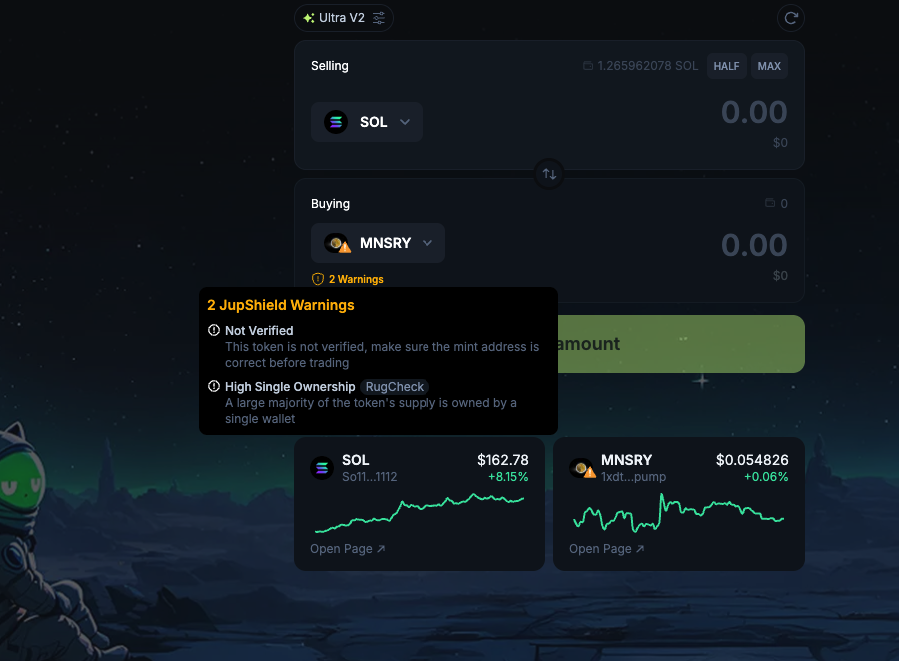 Ultra V2
Selling
1.265962078 SOL
HALF
MAX
SOL
0.00
$0
Buying
0
MNSRY
0.00
$0
2 Warnings
2 JupShield Warnings
Not Verified
This token is not verified, make sure the mint address is
correct before trading
High Single Ownership RugCheck
A large majority of the token's supply is owned by a
single wallet
amount
SOL
$162.78
So11...1112
+8.15%
Open Page
MNSRY
$0.054826
1xdt...pump
+0.06%
Open Page